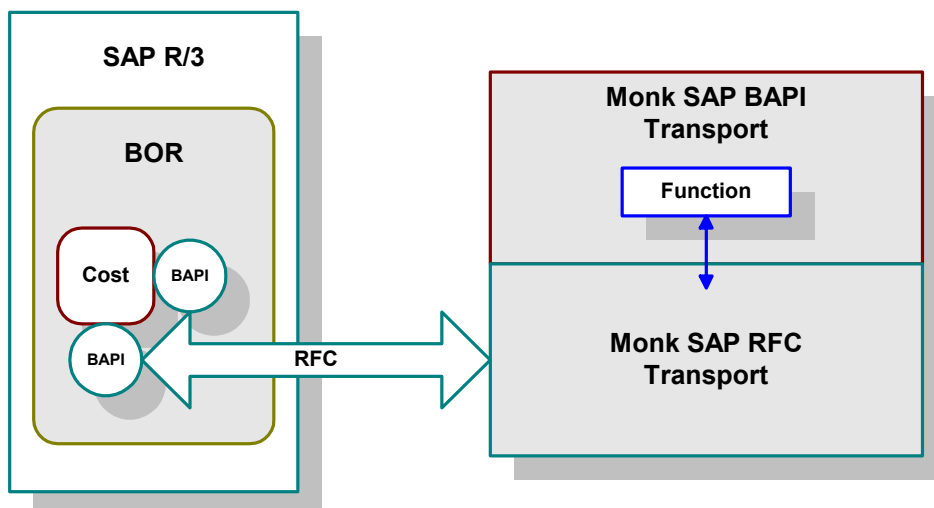 SAP R/3
BOR
Cost
BAPI
BAPI
RFC
Monk SAP BAPI
Transport
Function
Monk SAP RFC
Transport